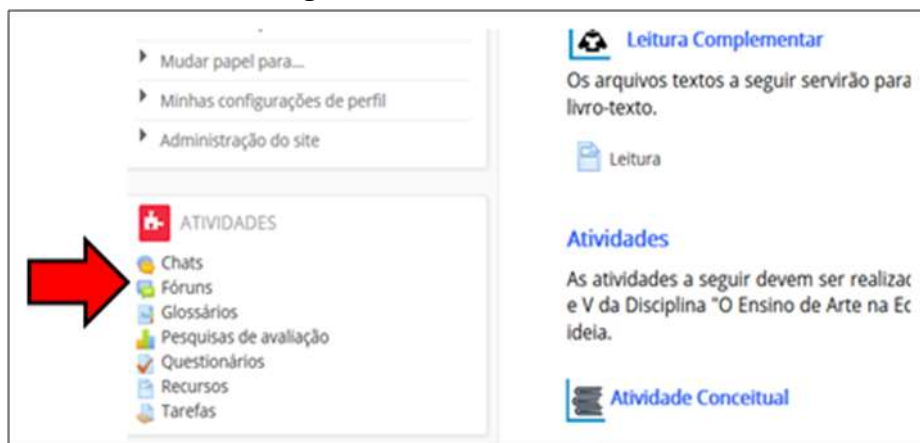 Mudar papel para...
Minhas configurações de perfil
Administração do site
ATIVIDADES
Chats
Fóruns
Glossários
Pesquisas de avaliação
Questionários
Recursos
Tarefas
Leitura Complementar
Os arquivos textos a seguir servirão para
livro-texto.
Leitura
Atividades
As atividades a seguir devem ser realizac
e V da Disciplina "O Ensino de Arte na Ec
ideia.
Atividade Conceitual